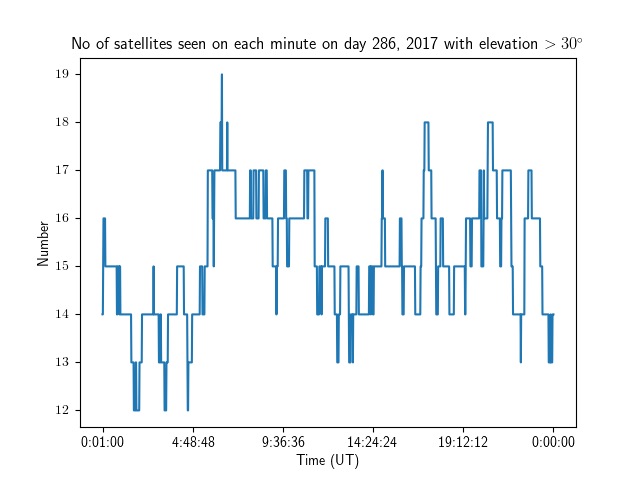 No of satellites seen on each minute on day 286, 2017 with elevation > 30°
19
18
17
16
15
14
13
12
Number
0:01:00 4:48:48 9:36:36 14:24:24 19:12:12 0:00:00
Time (UT)